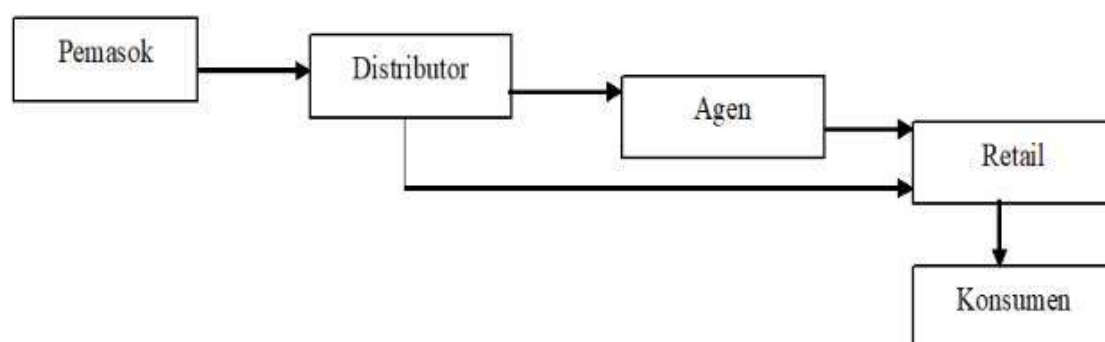 Pemasok
Distributor
Agen
Retail
Konsumen